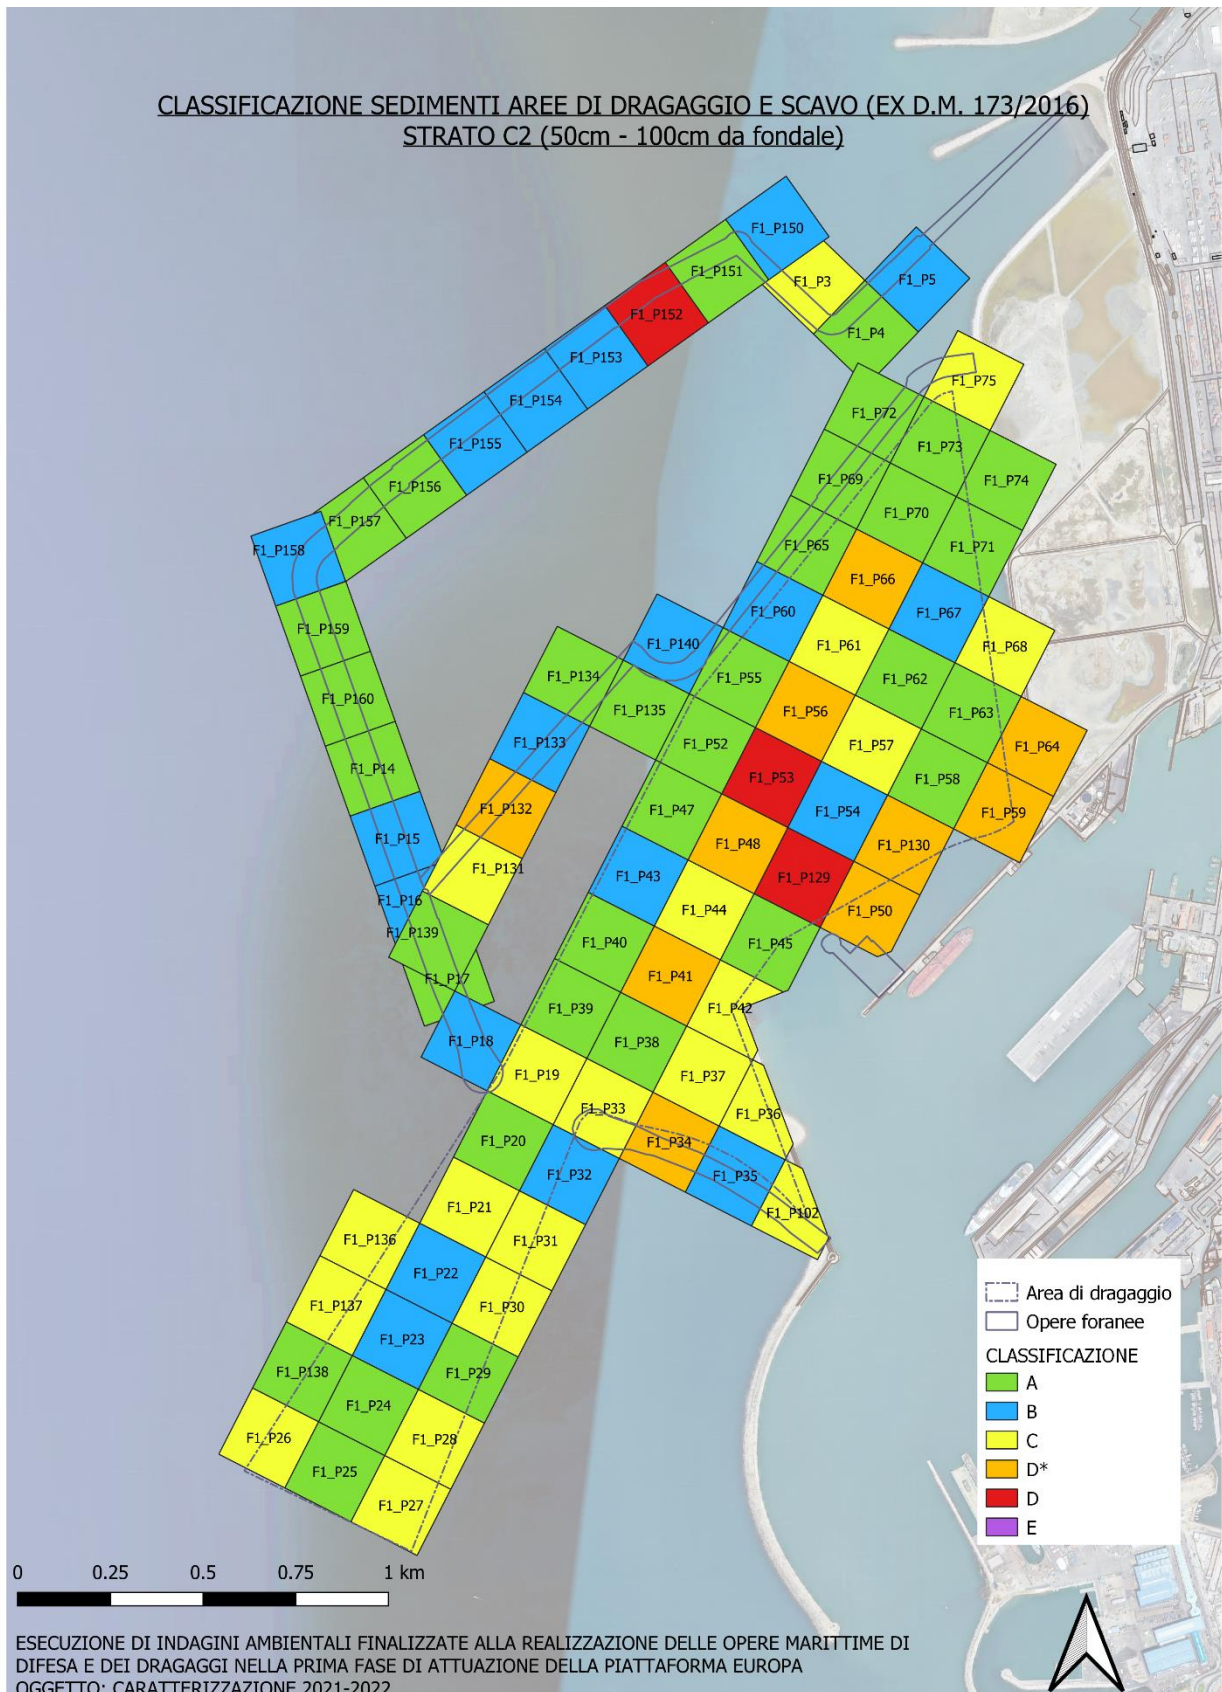 CLASSIFICAZIONE SEDIMENTI AREE DI DRAGAGGIO E SCAVO (EX D.M. 173/2016)
STRATO C2 (50cm - 100cm da fondale)
F1_P150
F1_P151
F1_P3
F1_P5
F1_P152
F1_P4
F1_P153
F1_P75
F1_P154
F1_P72
F1_P155
F1_P73
F1_P156
F1_P69
F1_P74
F1_P157
F1_P70
F1_P158
F1_P65
F1_P71
F1_P66
F1_P60
F1_P67
F1_P159
F1_P140
F1_P61
F1_P68
F1_P134
F1_P55
F1_P62
F1_P160
F1_P135
F1_P56
F1_P63
F1_P133
F1_P52
F1_P57
F1_P64
F1_P14
F1_P53
F1_P58
F1_P132
F1_P47
F1_P54
F1_P59
F1_P15
F1_P48
F1_P130
F1_P131
F1_P43
F1_P129
F1_P16
F1_P44
F1_P50
F1_P139
F1_P40
F1_P45
F1_P17
F1_P41
F1_P39
F1_P42
F1_P18
F1_P38
F1_P19
F1_P37
F1_P33
F1_P36
F1_P20
F1_P34
F1_P32
F1_P35
F1_P21
F1_P102
F1_P136
F1_P31
F1_P22
F1_P137
F1_P30
F1_P23
F1_P138
F1_P29
F1_P24
F1_P26
F1_P28
F1_P25
F1_P27
Area di dragaggio
Opere foranee
CLASSIFICAZIONE
A
B
C
D*
D
E
0 0.25 0.5 0.75 1 km
ESECUZIONE DI INDAGINI AMBIENTALI FINALIZZATE ALLA REALIZZAZIONE DELLE OPERE MARITTIME DI
DIFESA E DEI DRAGAGGI NELLA PRIMA FASE DI ATTUAZIONE DELLA PIATTAFORMA EUROPA
OGGETTO: CARATTERIZZAZIONE 2021-2022